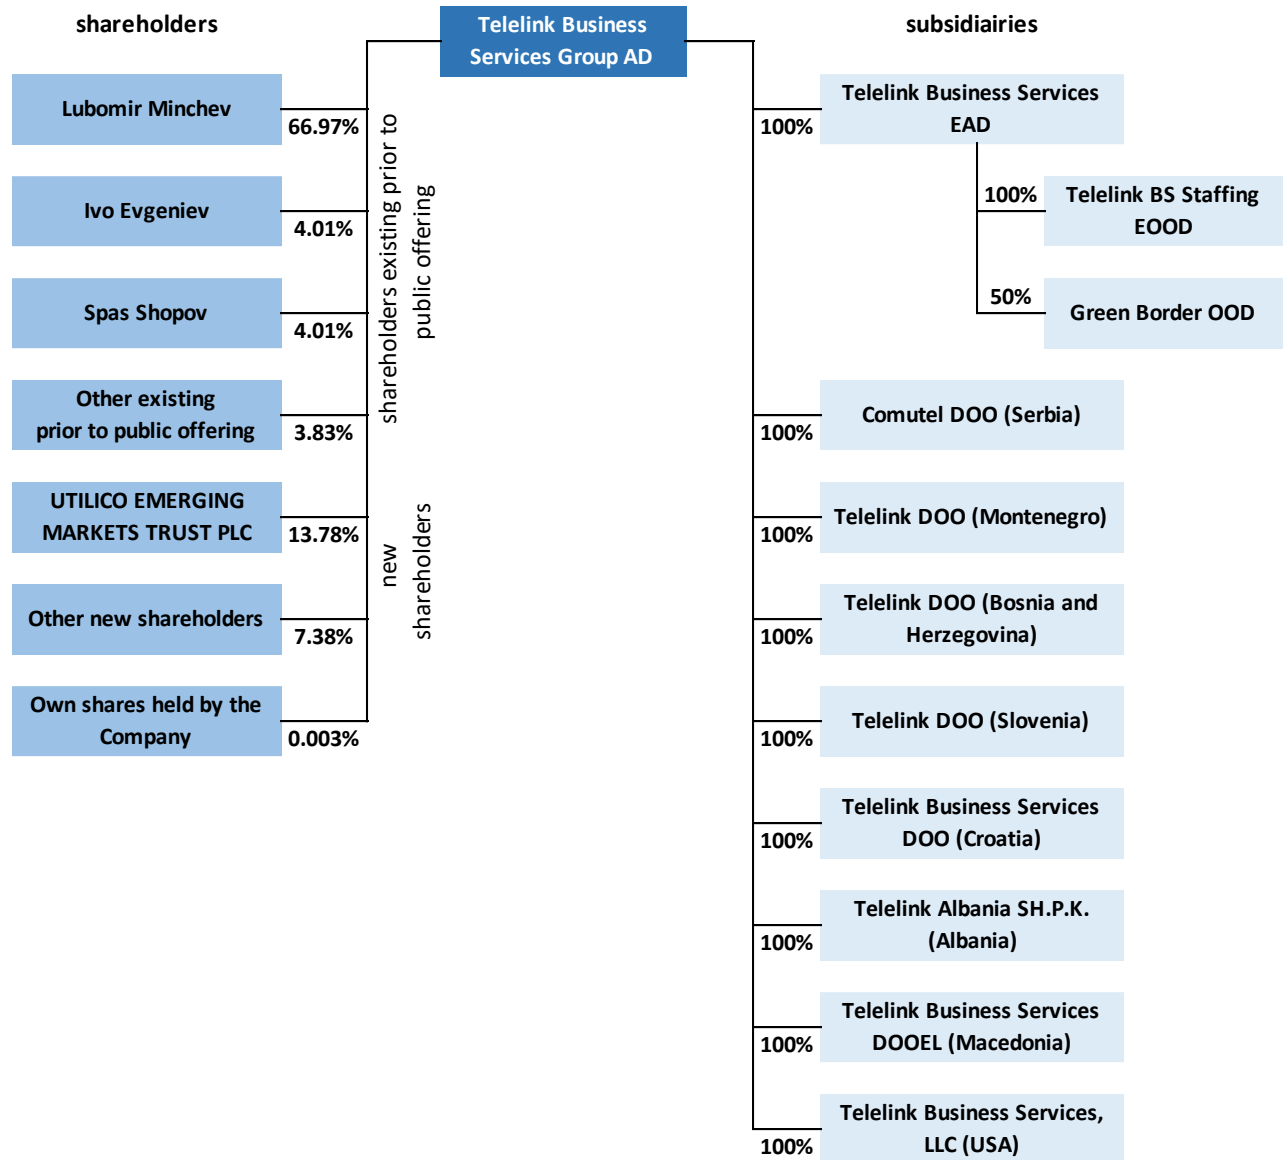 shareholders
Telelink Business
Services Group AD
subsidiairies
Lubomir Minchev
66.97%
Ivo Evgeniev
4.01%
Spas Shopov
4.01%
Other existing
prior to public offering
3.83%
UTILICO EMERGING
MARKETS TRUST PLC
13.78%
Other new shareholders
7.38%
Own shares held by the
Company
0.003%
shareholders existing prior to
public offering
new
shareholders
Telelink Business Services
EAD
100%
100%
Telelink BS Staffing
EOOD
50%
Green Border OOD
Comutel DOO (Serbia)
100%
Telelink DOO (Montenegro)
100%
Telelink DOO (Bosnia and
Herzegovina)
100%
Telelink DOO (Slovenia)
100%
Telelink Business Services
DOO (Croatia)
100%
Telelink Albania SH.P.K.
(Albania)
100%
Telelink Business Services
DOOEL (Macedonia)
100%
Telelink Business Services,
LLC (USA)
100%